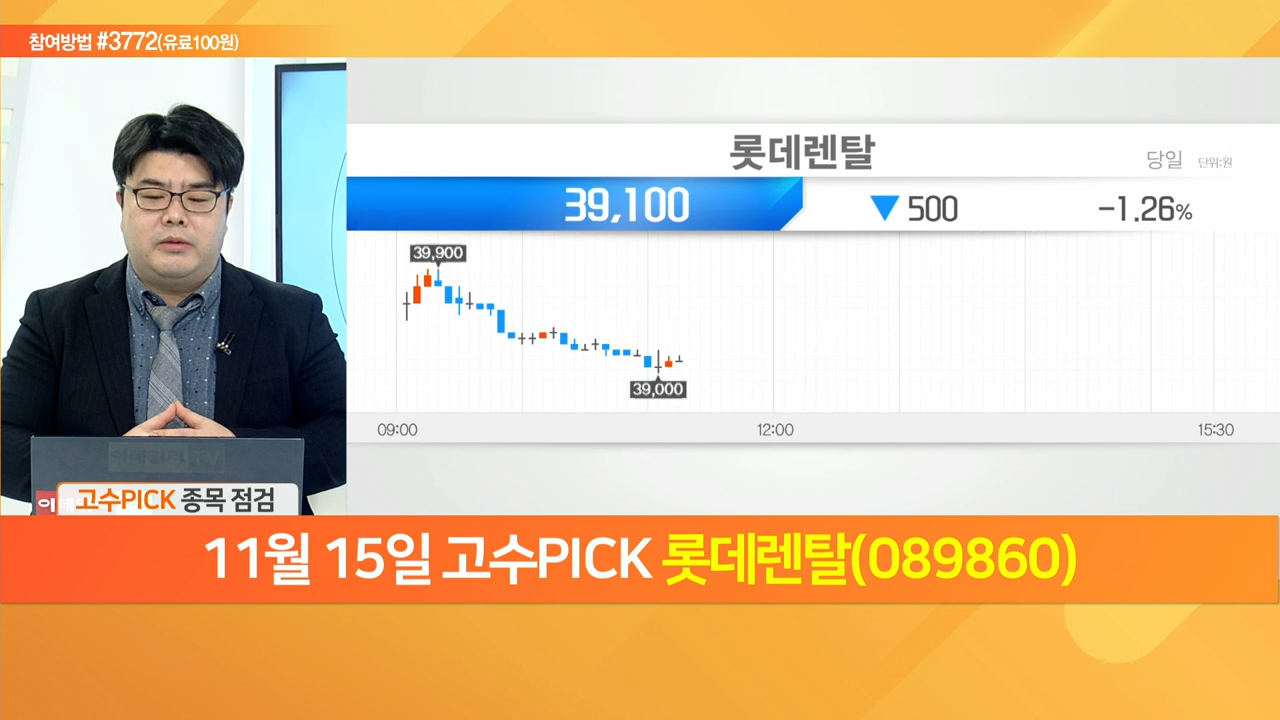 참여방법 #3772(유료100원)
롯데렌탈
당일 단위:원
39,100 ▼ 500 -1.26%
39,900
39,000
09:00 12:00 15:30
이데
고수PICK 종목 점검
11월 15일 고수PICK 롯데렌탈(089860)